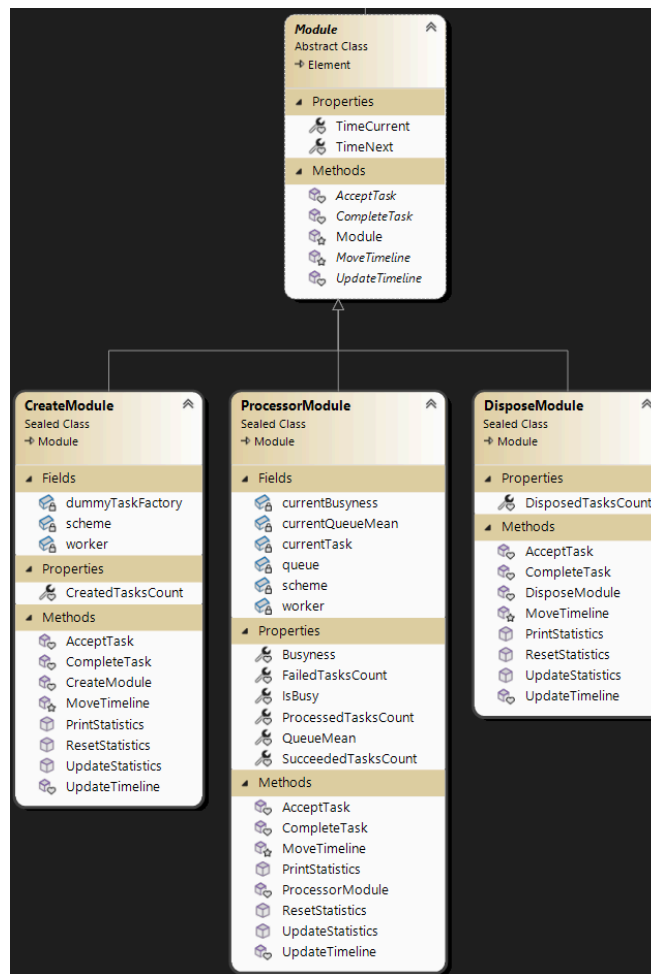 Module
Abstract Class
Element
Properties
TimeCurrent
TimeNext
Methods
AcceptTask
CompleteTask
Module
MoveTimeline
UpdateTimeline
CreateModule
Sealed Class
Module
Fields
dummyTaskFactory
scheme
worker
Properties
CreatedTasksCount
Methods
AcceptTask
CompleteTask
CreateModule
MoveTimeline
PrintStatistics
ResetStatistics
UpdateStatistics
UpdateTimeline
ProcessorModule
Sealed Class
Module
Fields
currentBusyness
currentQueueMean
currentTask
queue
scheme
worker
Properties
Busyness
FailedTasksCount
IsBusy
ProcessedTasksCount
QueueMean
SucceededTasksCount
Methods
AcceptTask
CompleteTask
MoveTimeline
PrintStatistics
ProcessorModule
ResetStatistics
UpdateStatistics
UpdateTimeline
DisposeModule
Sealed Class
Module
Properties
DisposedTasksCount
Methods
AcceptTask
CompleteTask
DisposeModule
MoveTimeline
PrintStatistics
ResetStatistics
UpdateStatistics
UpdateTimeline